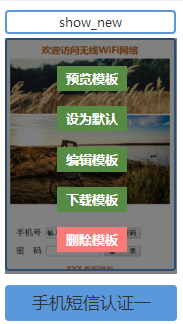 show_new
欢迎访问无线WiFi网络
预览模板
设为默认
编辑模板
下载模板
手机号
删除模板
密 码
手机短信认证一